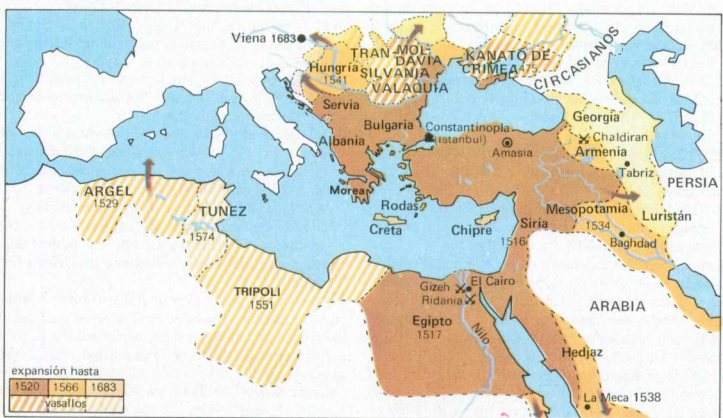 Viena 1683
TRAN-
SILVANJA
MOL-
DAVIA
VALAQUIA
KANATO DE
CRIMEA 1475
CIRCASIANOS
Hungría
1541
Servia
Bulgaria
Albania
Constantinopla
(Istanbul)
Amasia
Georgia
Chaldiran
Armenia
Tabriz
PERSIA
Morea
Rodas
Creta
Chipre
Siria
1516
Mesopotamia
1534
Luristán
Baghdad
ARGEL
1529
TUNEZ
1574
TRIPOLI
1551
Gizeh
El Cairo
Ridania
Egipto
1517
Nilo
ARABIA
Hedjaz
La Meca 1538
expansión hasta
1520 1566 1683
vasallos